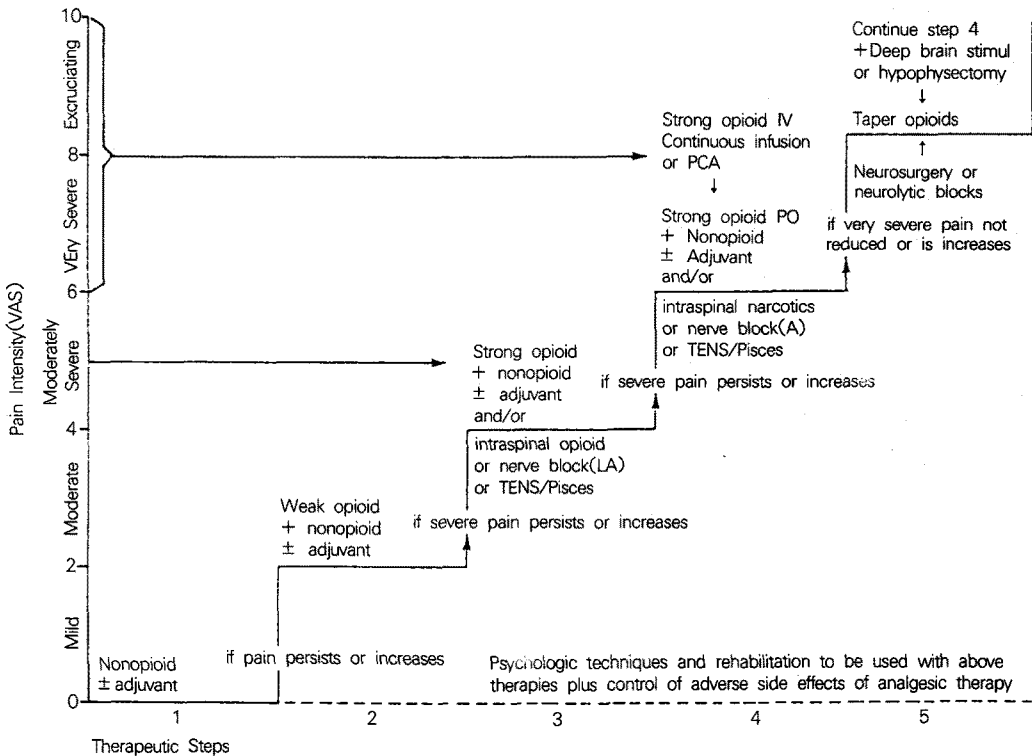 10
8
6
4
2
0
Pain Intensity(VAS)
Excruciating
VEry Severe
Moderately
Severe
Moderate
Mild
Continue step 4
+Deep brain stimul
or hypophysectomy
↓
Taper opioids
↑
Neurosurgery or
neurolytic blocks
if very severe pain not
reduced or is increases
Strong opioid IV
Continuous infusion
or PCA
↓
Strong opioid PO
+ Nonopioid
± Adjuvant
and/or
intraspinal narcotics
or nerve block(A)
or TENS/Pisces
if severe pain persists or increases
Strong opioid
+ nonopioid
± adjuvant
and/or
intraspinal opioid
or nerve block(LA)
or TENS/Pisces
if severe pain persists or increases
Weak opioid
+ nonopioid
± adjuvant
if pain persists or increases
Nonopioid
± adjuvant
Psychologic techniques and rehabilitation to be used with above
therapies plus control of adverse side effects of analgesic therapy
1 2 3 4 5
Therapeutic Steps